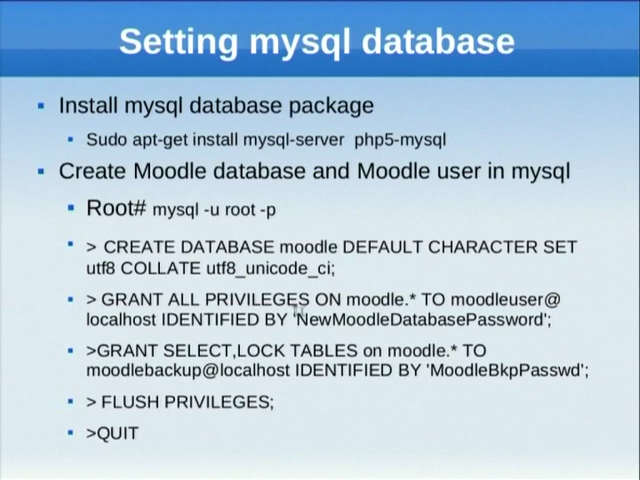 Setting mysql database
Install mysql database package
Sudo apt-get install mysql-server php5-mysql
Create Moodle database and Moodle user in mysql
Root# mysql -u root -p
> CREATE DATABASE moodle DEFAULT CHARACTER SET
utf8 COLLATE utf8_unicode_ci;
> GRANT ALL PRIVILEGES ON moodle.* TO moodleuser@
localhost IDENTIFIED BY 'NewMoodleDatabasePassword';
>GRANT SELECT,LOCK TABLES on moodle.* TO
moodlebackup@localhost IDENTIFIED BY 'MoodleBkpPasswd';
> FLUSH PRIVILEGES;
>QUIT